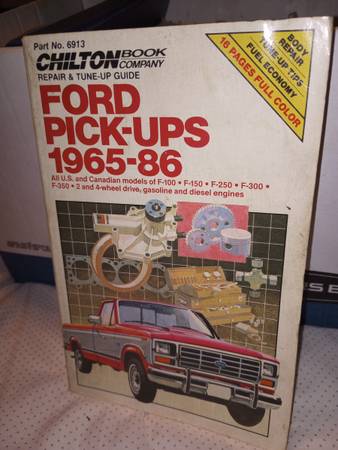 Part No. 6913
CHILTON BOOK COMPANY
REPAIR & TUNE-UP GUIDE
BODY REPAIR
TUNE-UP TIPS
FUEL ECONOMY
16 PAGES FULL COLOR
FORD
PICK-UPS
1965-86
All U.S. and Canadian models of F-100 • F-150 • F-250 • F-300 •
F-350 • 2 and 4-wheel drive, gasoline and diesel engines